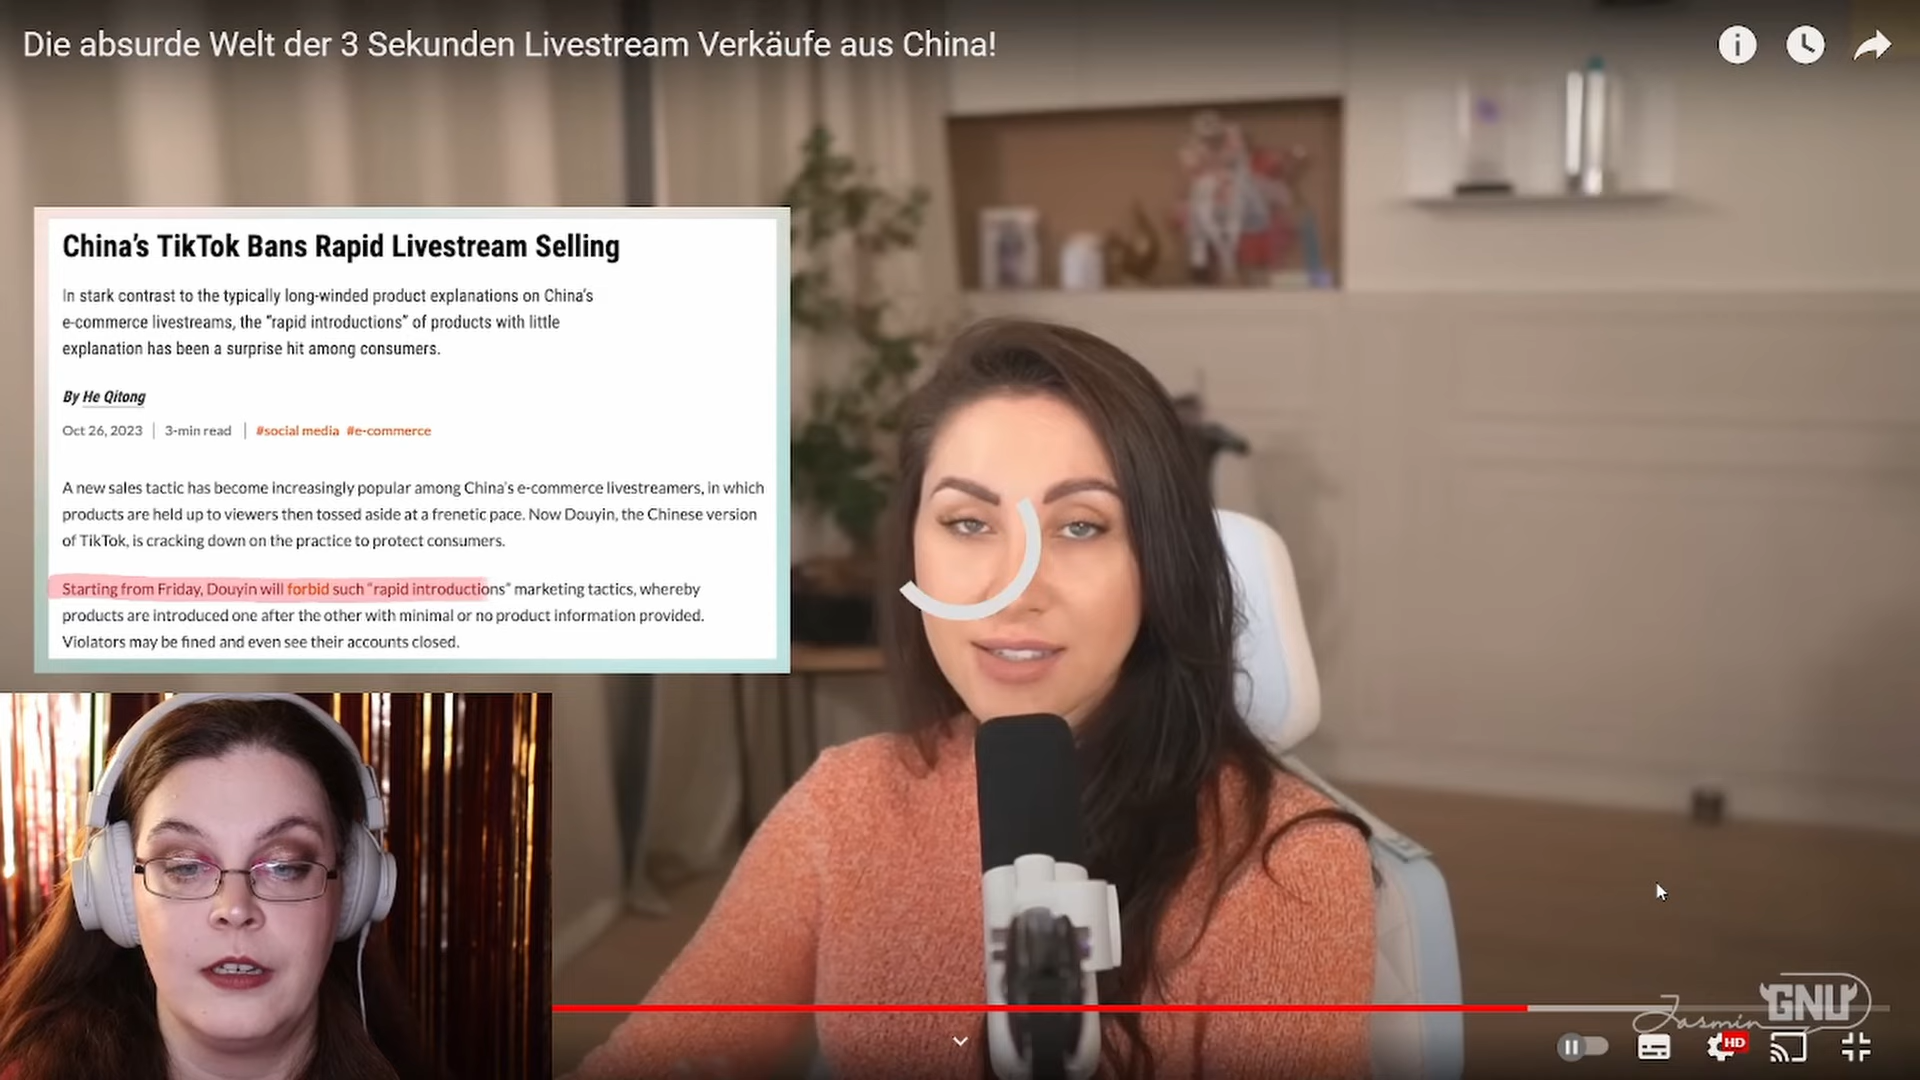 Die absurde Welt der 3 Sekunden Livestream Verkäufe aus China!
China's TikTok Bans Rapid Livestream Selling
In stark contrast to the typically long-winded product explanations on China's
e-commerce livestreams, the "rapid introductions" of products with little
explanation has been a surprise hit among consumers.
By He Qitong
Oct 26, 2023 | 3-min read | #social media #e-commerce
A new sales tactic has become increasingly popular among China's e-commerce livestreamers, in which
products are held up to viewers then tossed aside at a frenetic pace. Now Douyin, the Chinese version
of TikTok, is cracking down on the practice to protect consumers.
Starting from Friday, Douyin will forbid such "rapid introductions" marketing tactics, whereby
products are introduced one after the other with minimal or no product information provided.
Violators may be fined and even see their accounts closed.
Jasmin GNU
HD